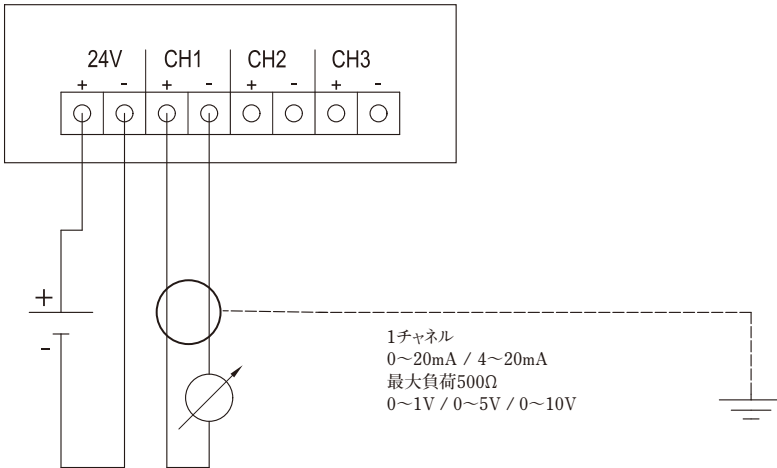 24V CH1 CH2 CH3
+ - + - + - + -
+
-
1チャネル
0～20mA / 4～20mA
最大負荷500Ω
0～1V / 0～5V / 0～10V